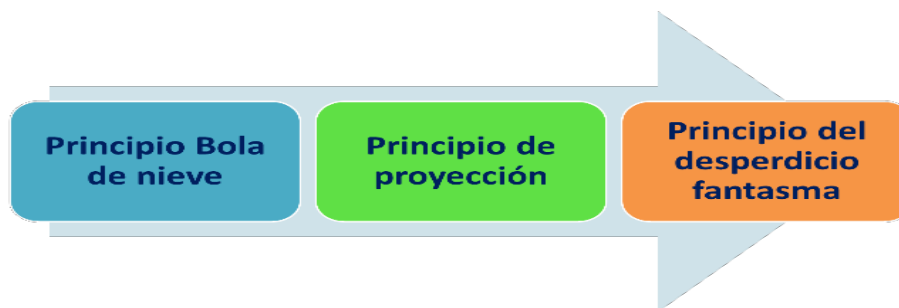 Principio Bola
de nieve
Principio de
proyección
Principio del
desperdicio
fantasma